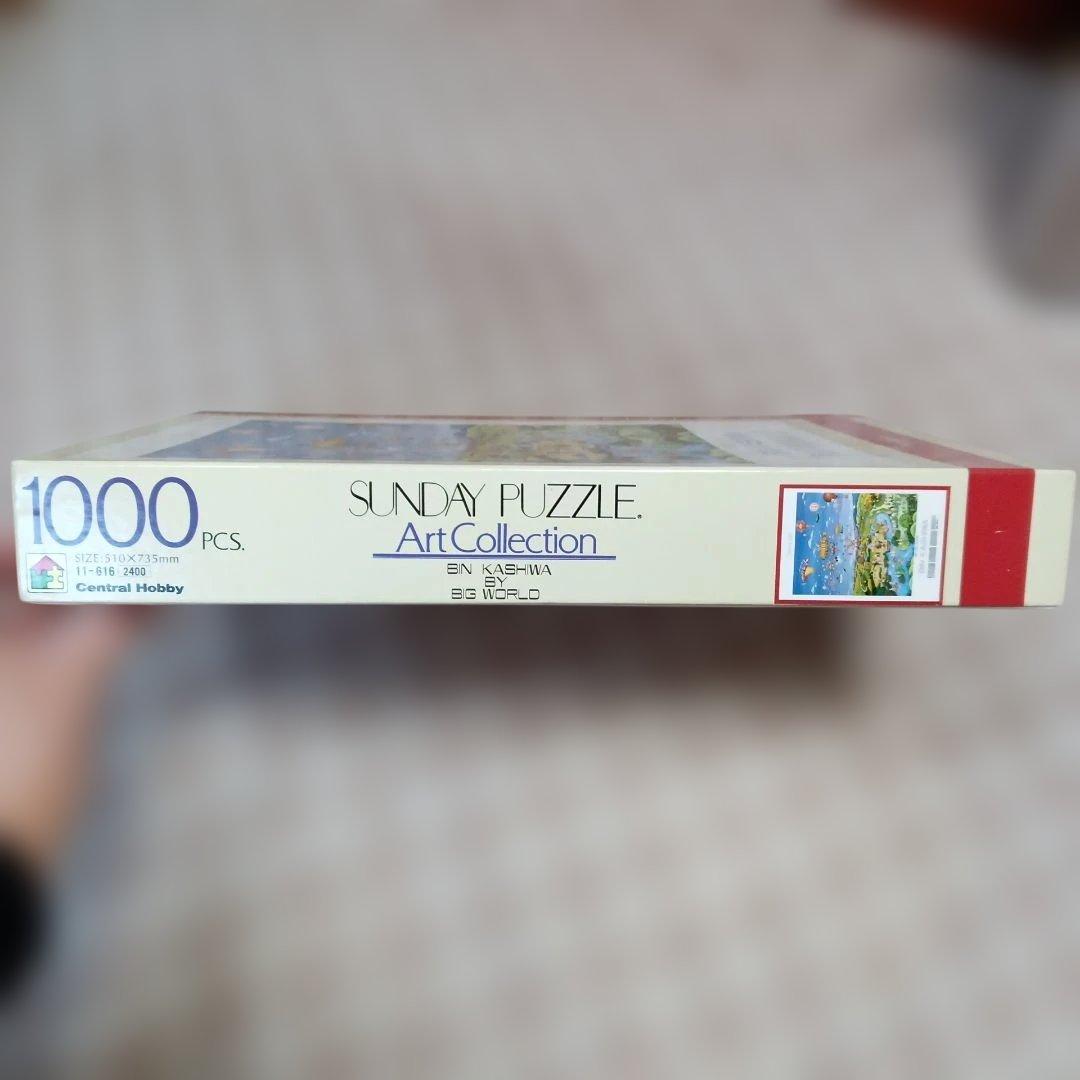 1000 PCS.
SIZE:510×735mm
11-616 2400
Central Hobby
SUNDAY PUZZLE®
Art Collection
BIN KASHIWA
BY
BIG WORLD